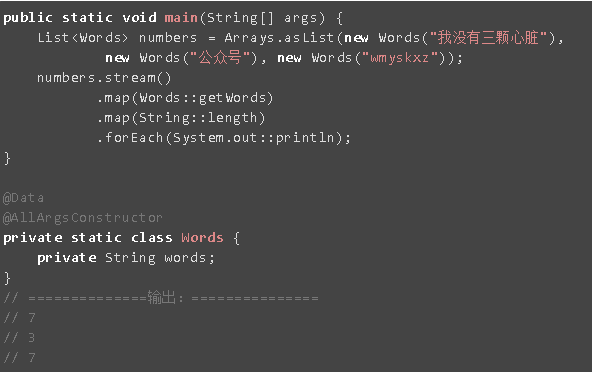 public static void main(String[] args) {
    List<Words> numbers = Arrays.asList(new Words("我没有三颗心脏"),
            new Words("公众号"), new Words("wmyskxz"));
    numbers.stream()
           .map(Words::getWords)
           .map(String::length)
           .forEach(System.out::println);
}

@Data
@AllArgsConstructor
private static class Words {
    private String words;
}
// ==============输出：===============
// 7
// 3
// 7